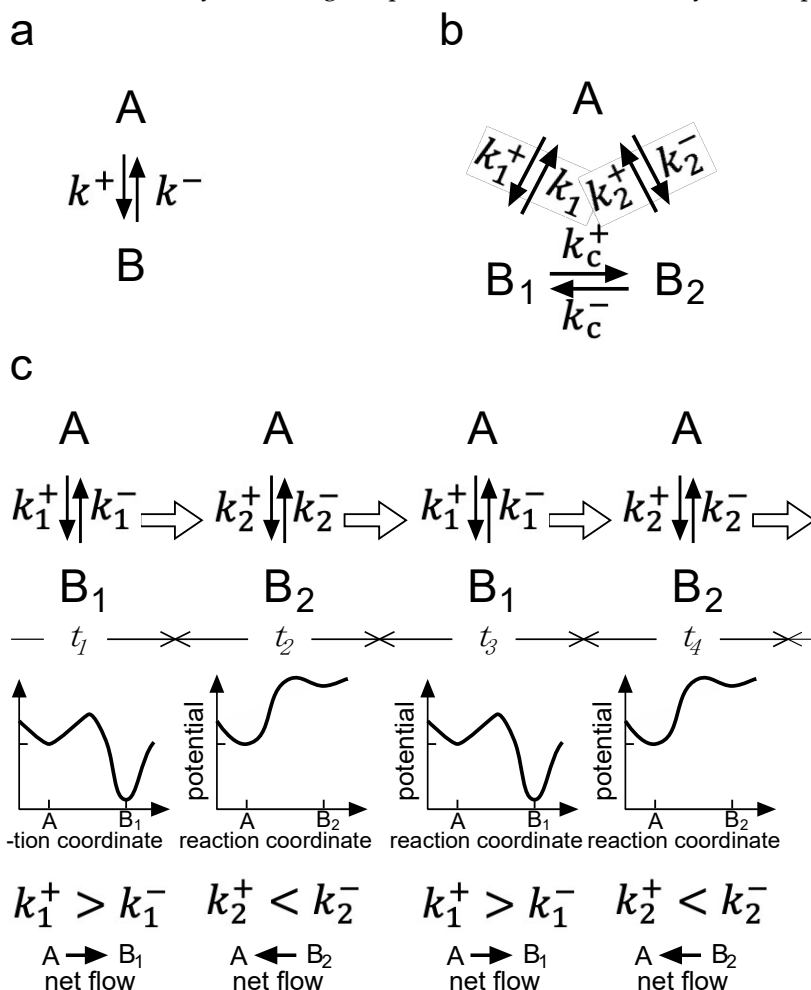 a
b
A
k⁺ k⁻
B
A
k₁⁺ k₁ k₂⁺ k₂⁻
k_c⁺
B₁ B₂
k_c⁻
c
A A A A
k₁⁺ k₁⁻ k₂⁺ k₂⁻ k₁⁺ k₁⁻ k₂⁺ k₂⁻
B₁ B₂ B₁ B₂
t₁ t₂ t₃ t₄
potential potential
A B₁ A B₂ A B₁ A B₂
-tion coordinate reaction coordinate reaction coordinate reaction coordinate
k₁⁺ > k₁⁻ k₂⁺ < k₂⁻ k₁⁺ > k₁⁻ k₂⁺ < k₂⁻
A B₁ A B₂ A B₁ A B₂
net flow net flow net flow net flow